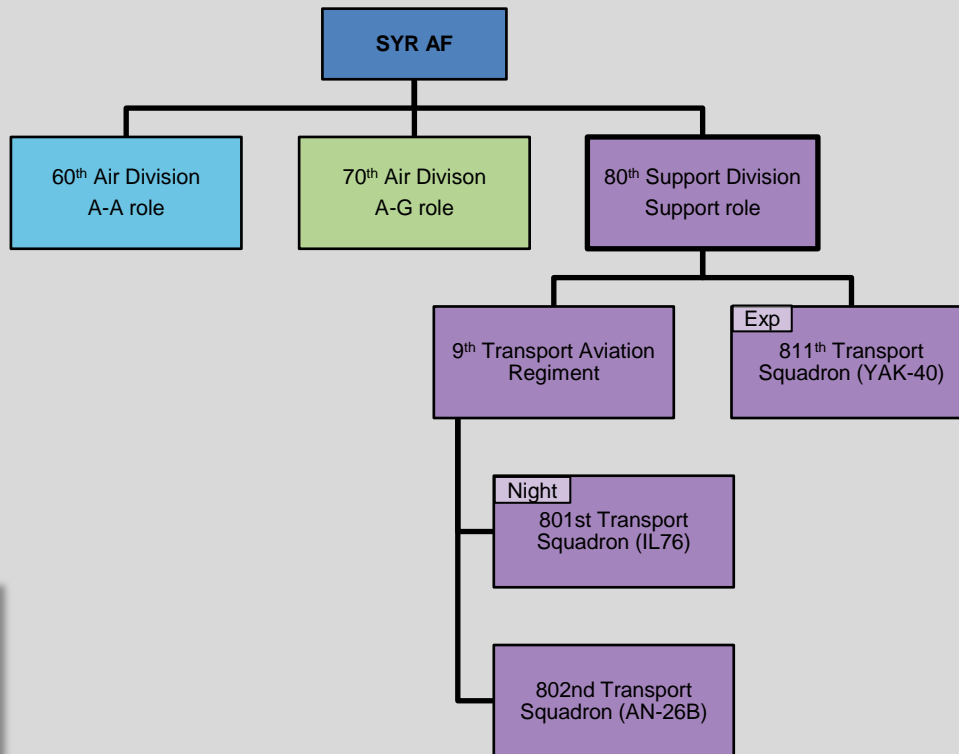 SYR AF
60th Air Division
A-A role
70th Air Divison
A-G role
80th Support Division
Support role
9th Transport Aviation
Regiment
Exp
811th Transport
Squadron (YAK-40)
Night
801st Transport
Squadron (IL76)
802nd Transport
Squadron (AN-26B)